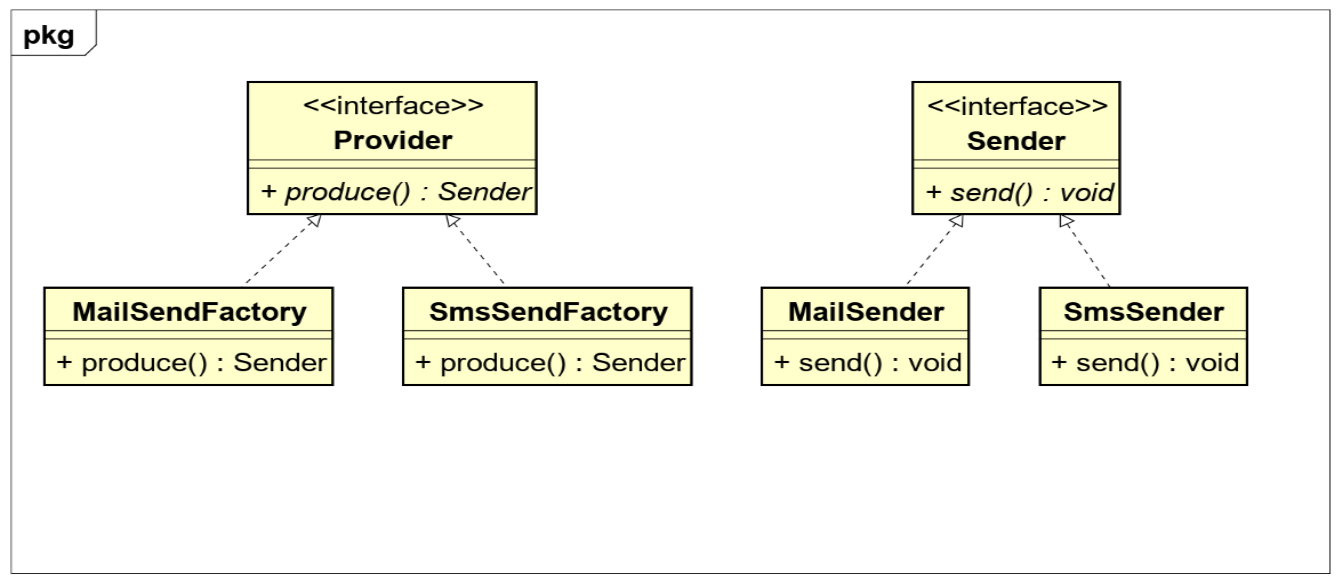 pkg
<<interface>>
Provider
+ produce() : Sender
<<interface>>
Sender
+ send() : void
MailSendFactory
+ produce() : Sender
SmsSendFactory
+ produce() : Sender
MailSender
+ send() : void
SmsSender
+ send() : void